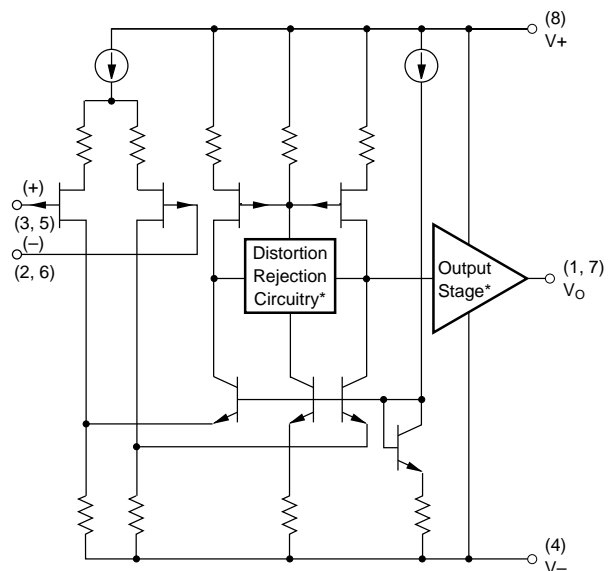 (8)
V+
(+)
(3, 5)
(–)
(2, 6)
Distortion
Rejection
Circuitry*
Output
Stage*
(1, 7)
VO
(4)
V–